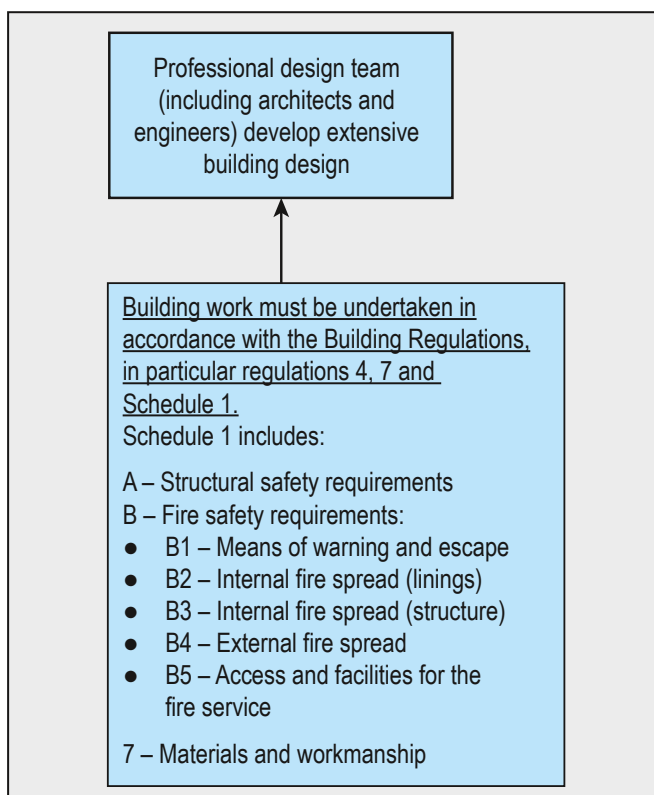 Professional design team
(including architects and
engineers) develop extensive
building design
Building work must be undertaken in
accordance with the Building Regulations,
in particular regulations 4, 7 and
Schedule 1.
Schedule 1 includes:
A – Structural safety requirements
B – Fire safety requirements:
● B1 – Means of warning and escape
● B2 – Internal fire spread (linings)
● B3 – Internal fire spread (structure)
● B4 – External fire spread
● B5 – Access and facilities for the
fire service
7 – Materials and workmanship